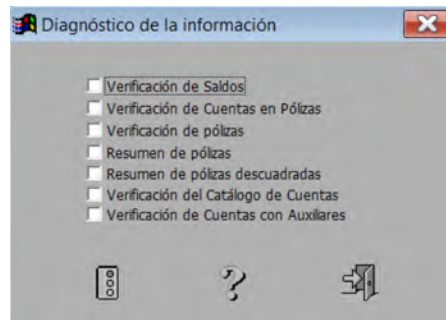 Diagnóstico de la información
Verificación de Saldos
Verificación de Cuentas en Pólizas
Verificación de pólizas
Resumen de pólizas
Resumen de pólizas descuadradas
Verificación del Catálogo de Cuentas
Verificación de Cuentas con Auxiliares